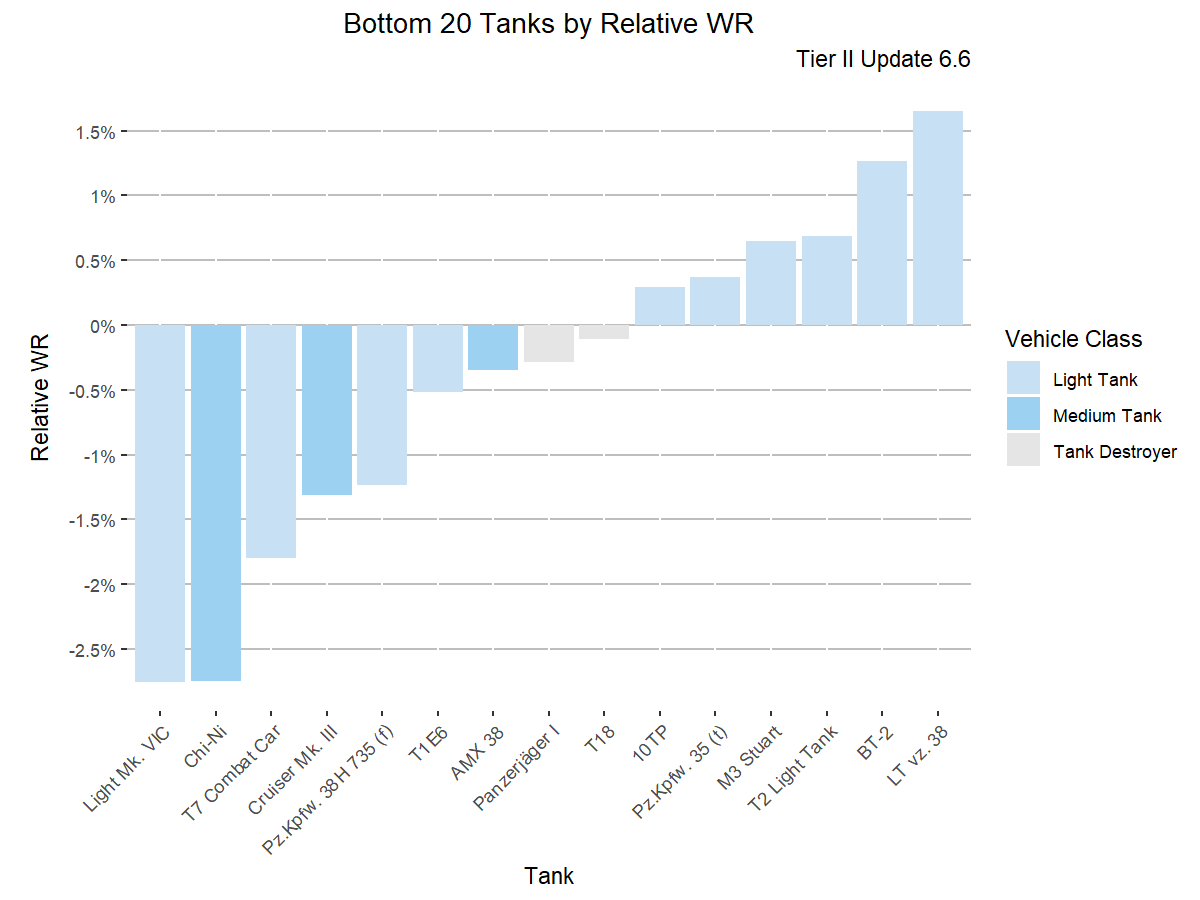 Bottom 20 Tanks by Relative WR
Tier II Update 6.6
1.5%
1%
0.5%
0%
-0.5%
-1%
-1.5%
-2%
-2.5%
Relative WR
Light Mk. VIC
Chi-Ni
T7 Combat Car
Cruiser Mk. III
Pz.Kpfw. 38H 735 (f)
T1E6
AMX 38
Panzerjäger I
T18
10TP
Pz.Kpfw. 35 (t)
M3 Stuart
T2 Light Tank
BT-2
LT vz. 38
Tank
Vehicle Class
Light Tank
Medium Tank
Tank Destroyer